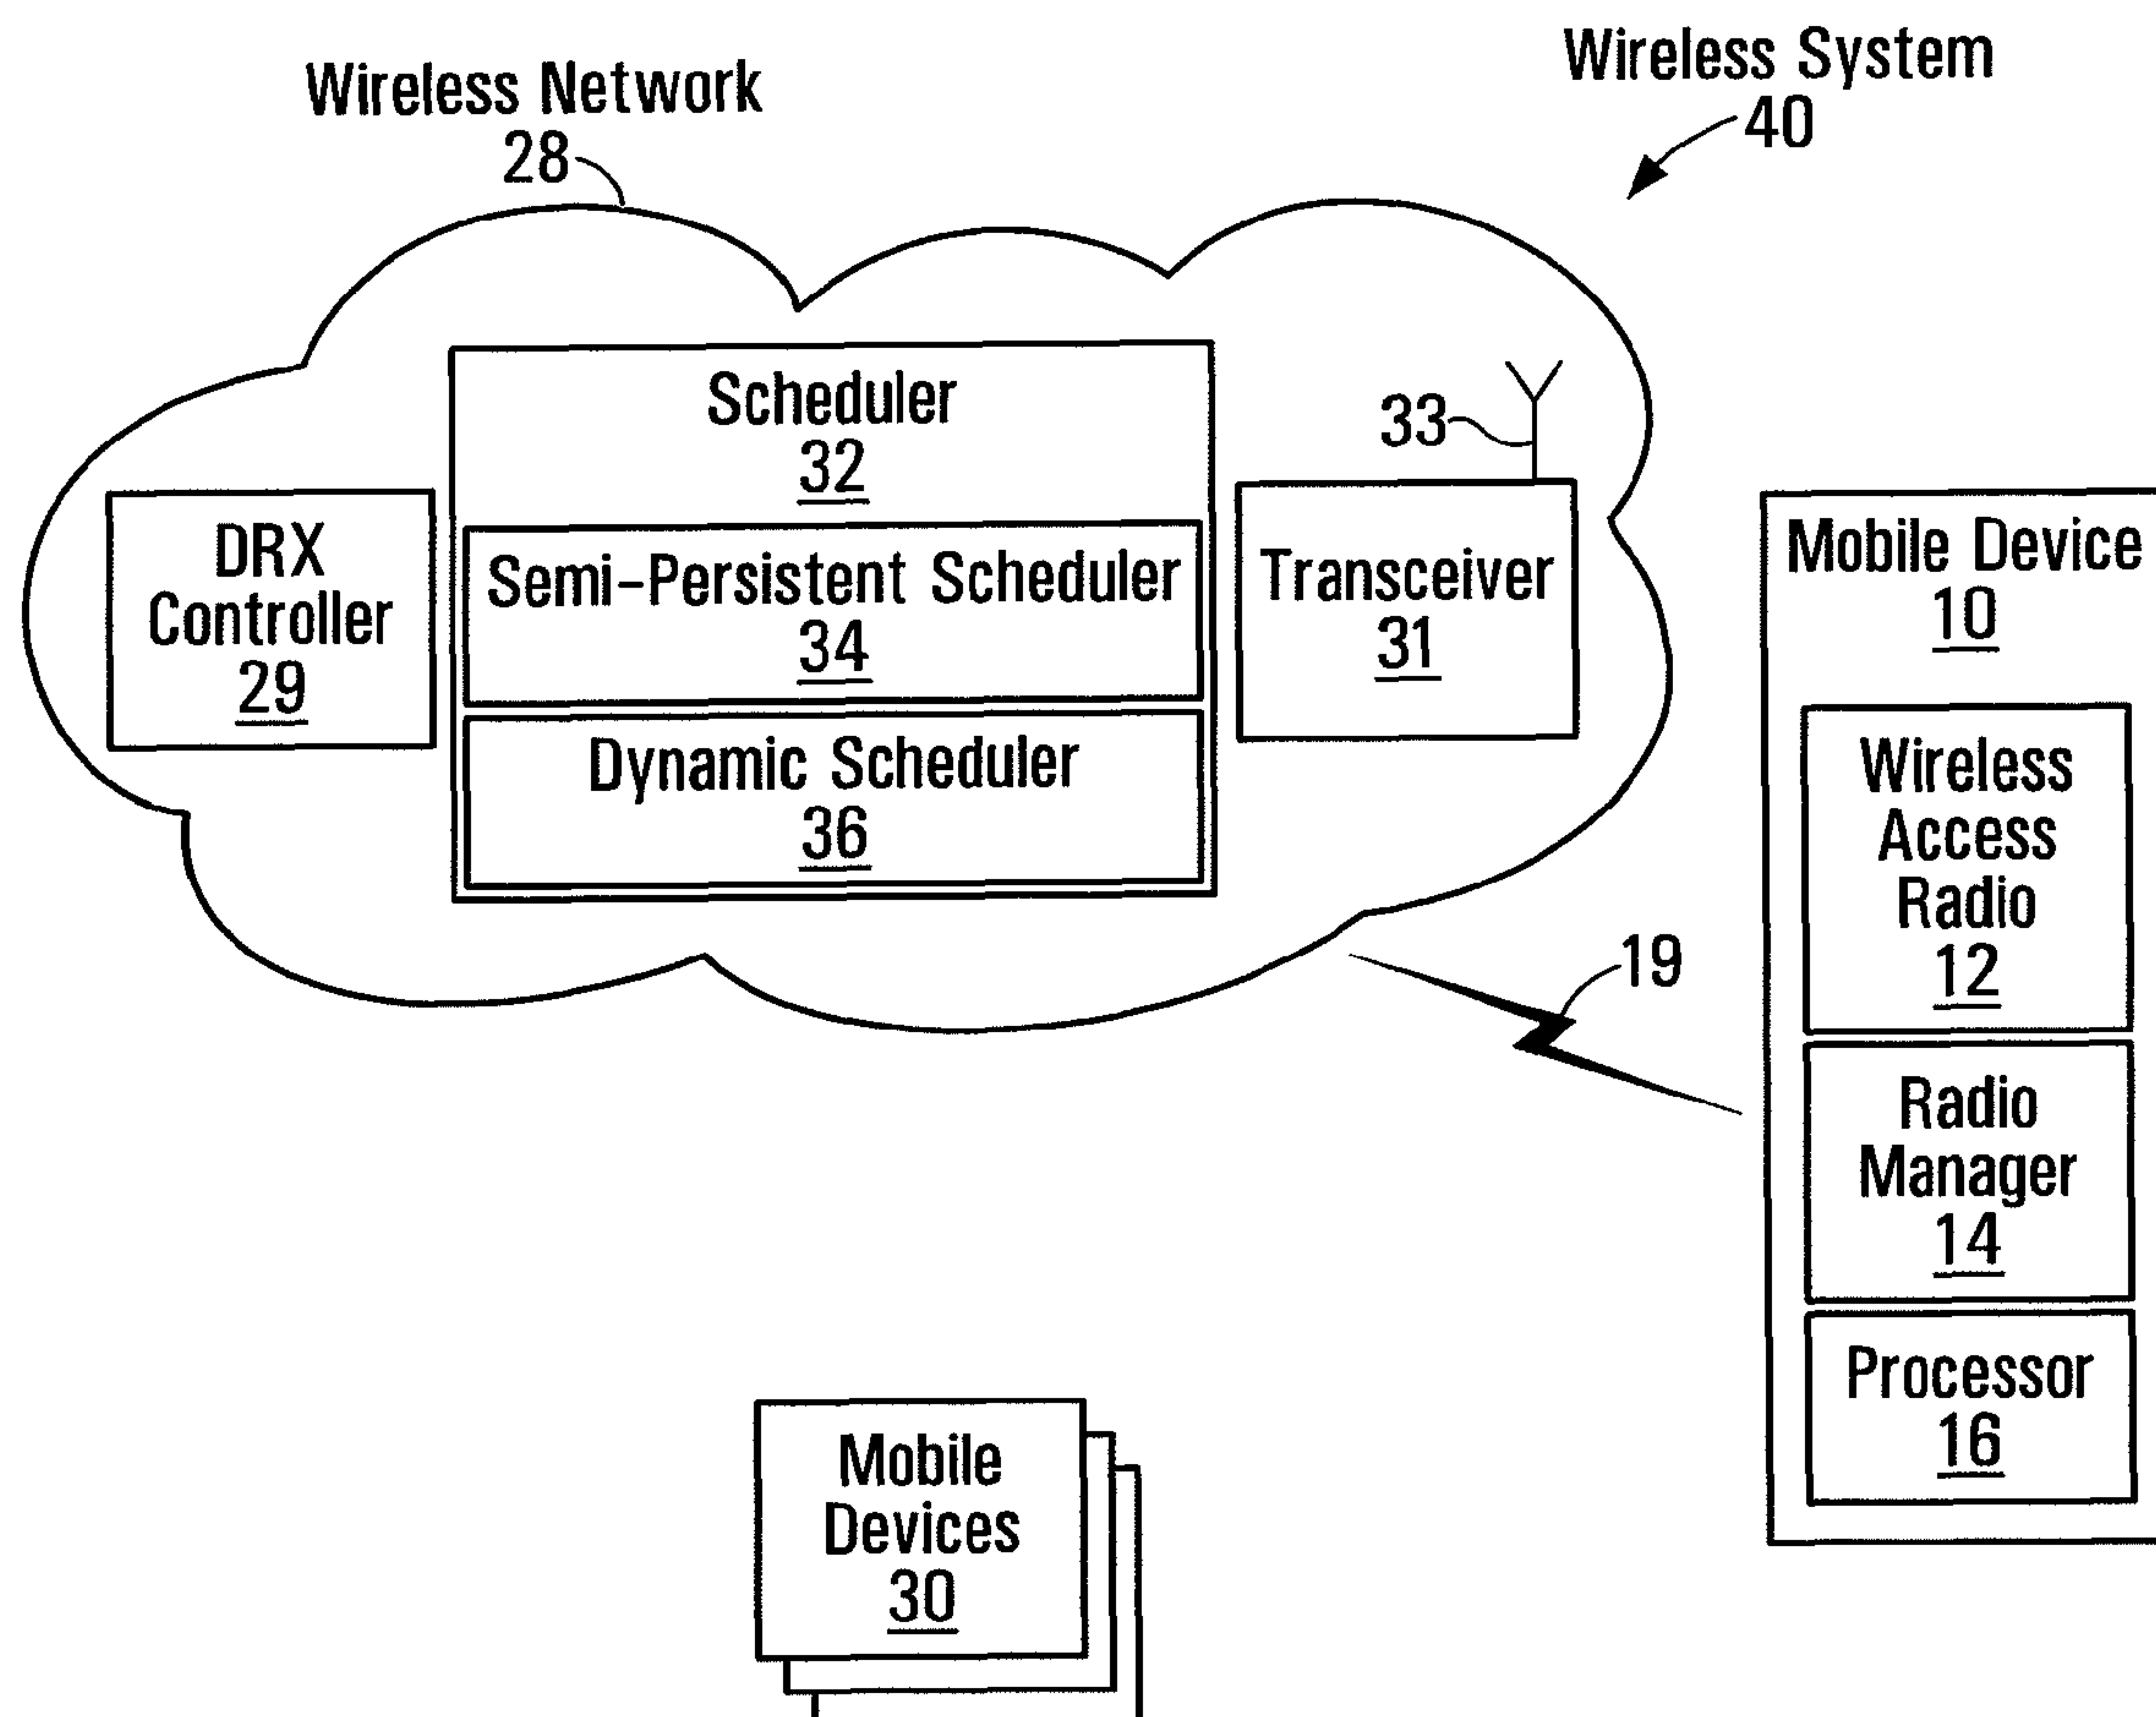 Wireless Network
28
Wireless System
40
Scheduler
32
33
DRX
Controller
29
Semi-Persistent Scheduler
34
Transceiver
31
Dynamic Scheduler
36
Mobile Device
10
Wireless
Access
Radio
12
19
Radio
Manager
14
Processor
16
Mobile
Devices
30